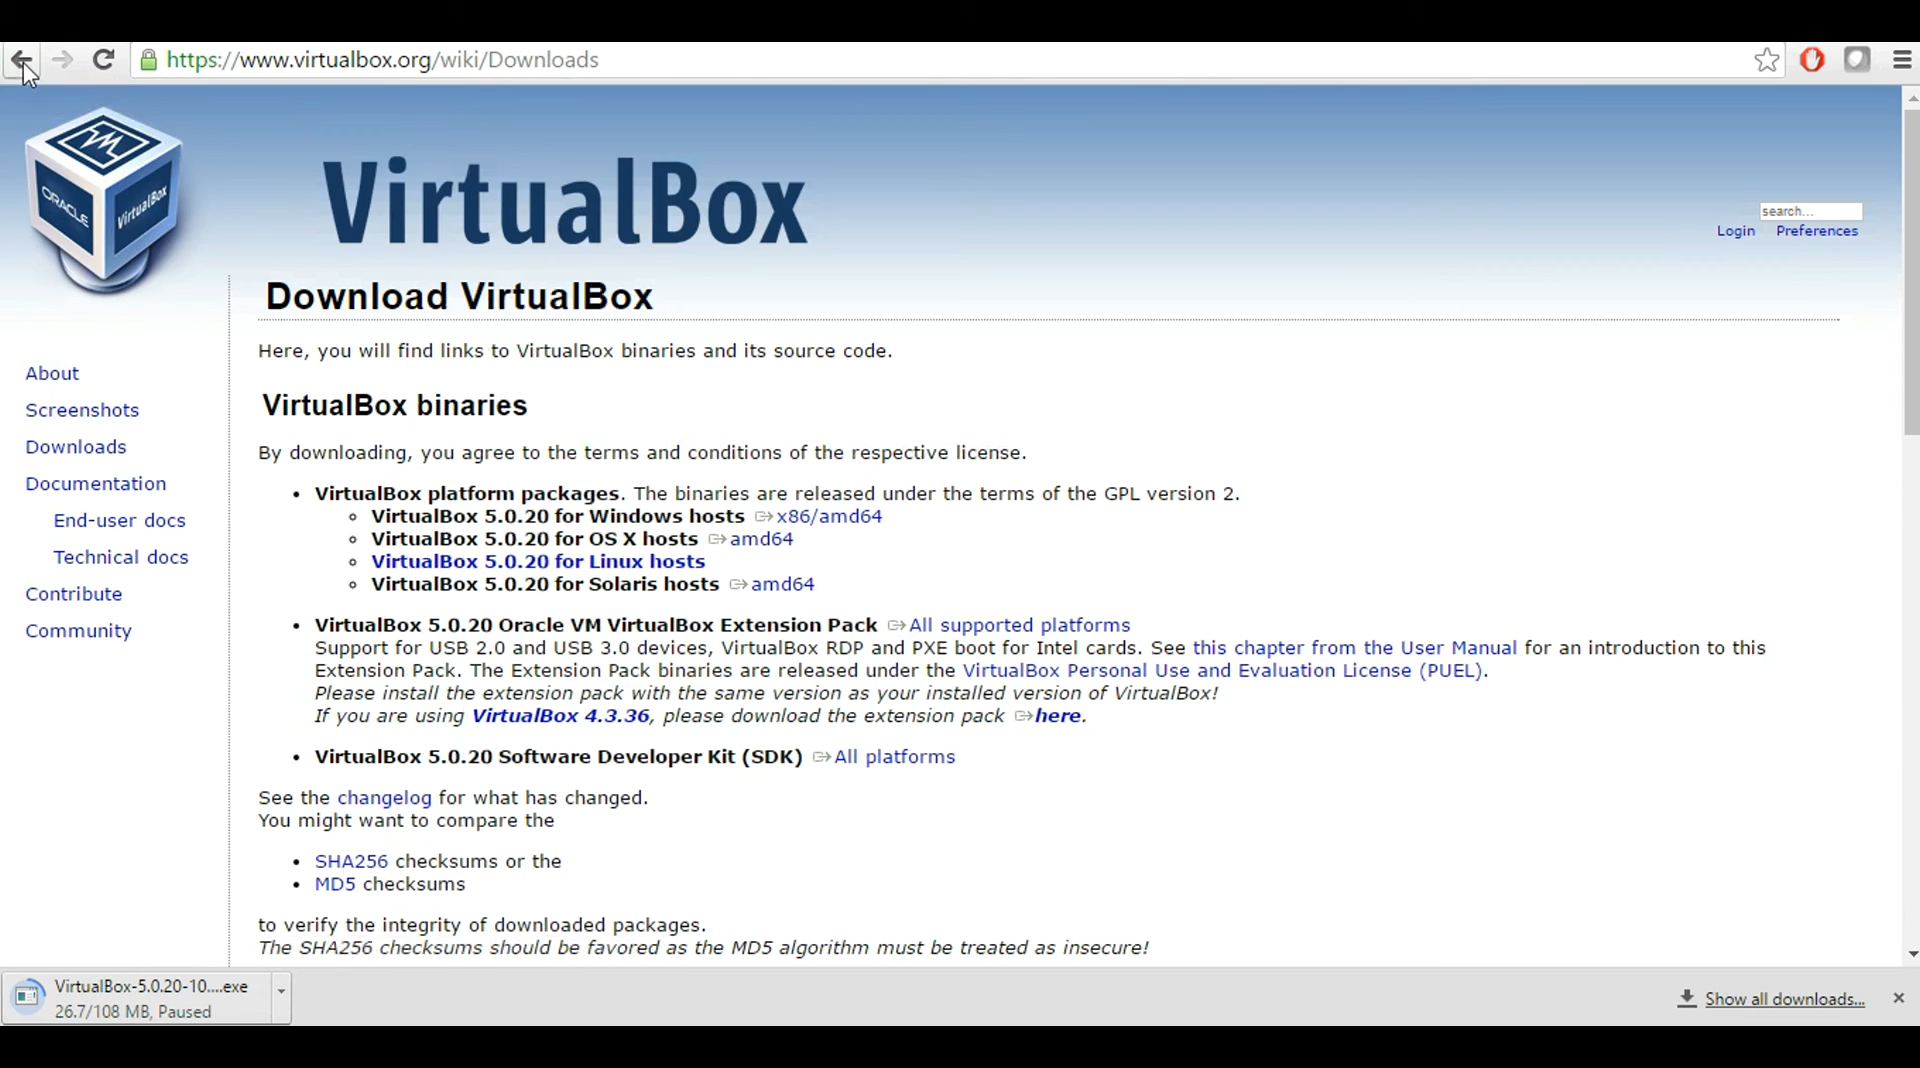 https://www.virtualbox.org/wiki/Downloads
ORACLE
VirtualBox
VirtualBox
search...
Login Preferences
Download VirtualBox
Here, you will find links to VirtualBox binaries and its source code.
About
Screenshots
Downloads
Documentation
End-user docs
Technical docs
Contribute
Community
VirtualBox binaries
By downloading, you agree to the terms and conditions of the respective license.
• VirtualBox platform packages. The binaries are released under the terms of the GPL version 2.
VirtualBox 5.0.20 for Windows hosts x86/amd64
VirtualBox 5.0.20 for OS X hosts amd64
VirtualBox 5.0.20 for Linux hosts
VirtualBox 5.0.20 for Solaris hosts amd64
• VirtualBox 5.0.20 Oracle VM VirtualBox Extension Pack All supported platforms
Support for USB 2.0 and USB 3.0 devices, VirtualBox RDP and PXE boot for Intel cards. See this chapter from the User Manual for an introduction to this
Extension Pack. The Extension Pack binaries are released under the VirtualBox Personal Use and Evaluation License (PUEL).
Please install the extension pack with the same version as your installed version of VirtualBox!
If you are using VirtualBox 4.3.36, please download the extension pack here.
• VirtualBox 5.0.20 Software Developer Kit (SDK) All platforms
See the changelog for what has changed.
You might want to compare the
• SHA256 checksums or the
• MD5 checksums
to verify the integrity of downloaded packages.
The SHA256 checksums should be favored as the MD5 algorithm must be treated as insecure!
VirtualBox-5.0.20-10....exe
26.7/108 MB, Paused
Show all downloads...